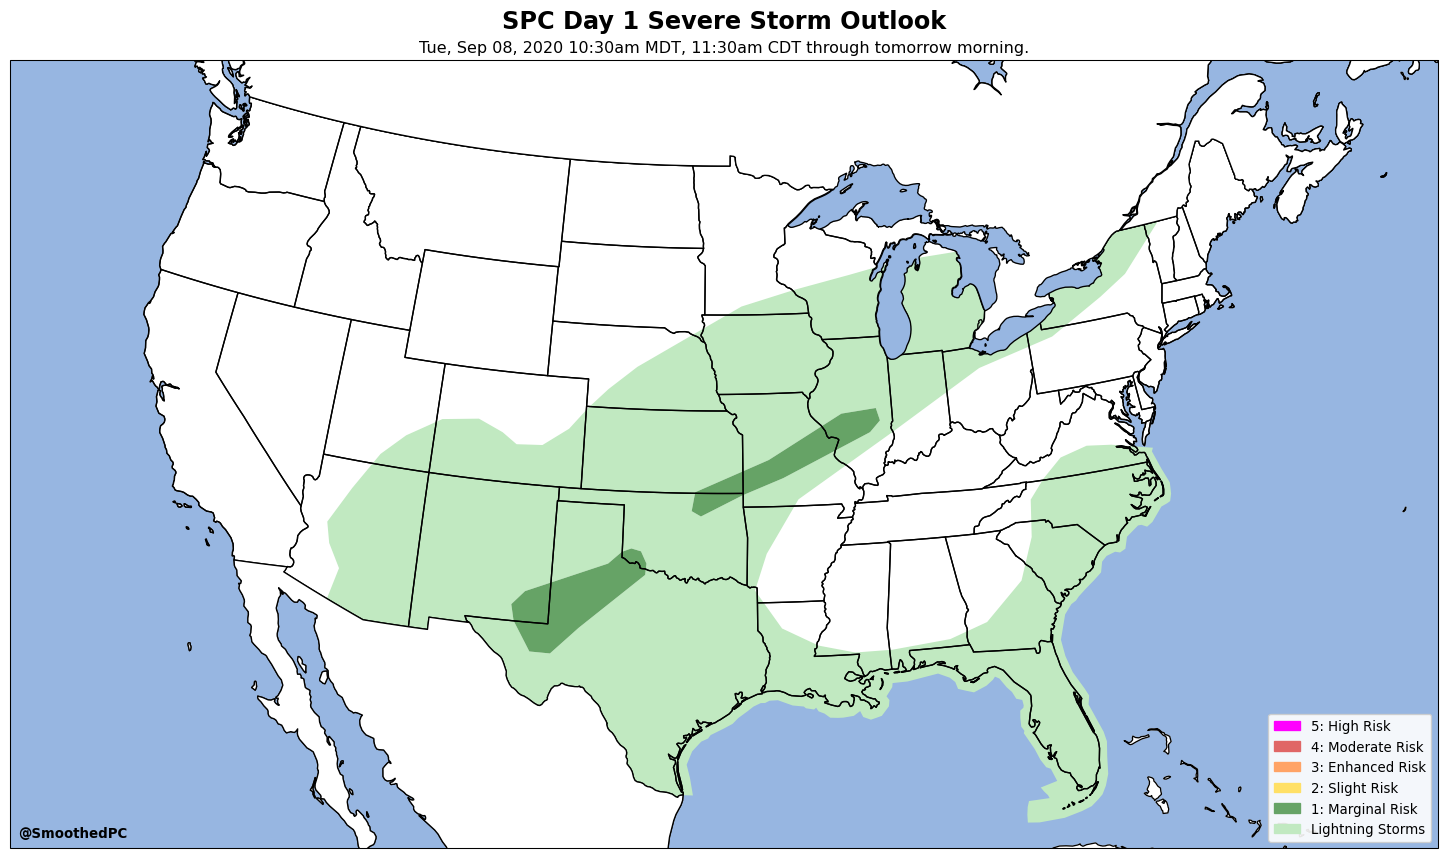 SPC Day 1 Severe Storm Outlook
Tue, Sep 08, 2020 10:30am MDT, 11:30am CDT through tomorrow morning.
5: High Risk
4: Moderate Risk
3: Enhanced Risk
2: Slight Risk
1: Marginal Risk
Lightning Storms
@SmoothedPC